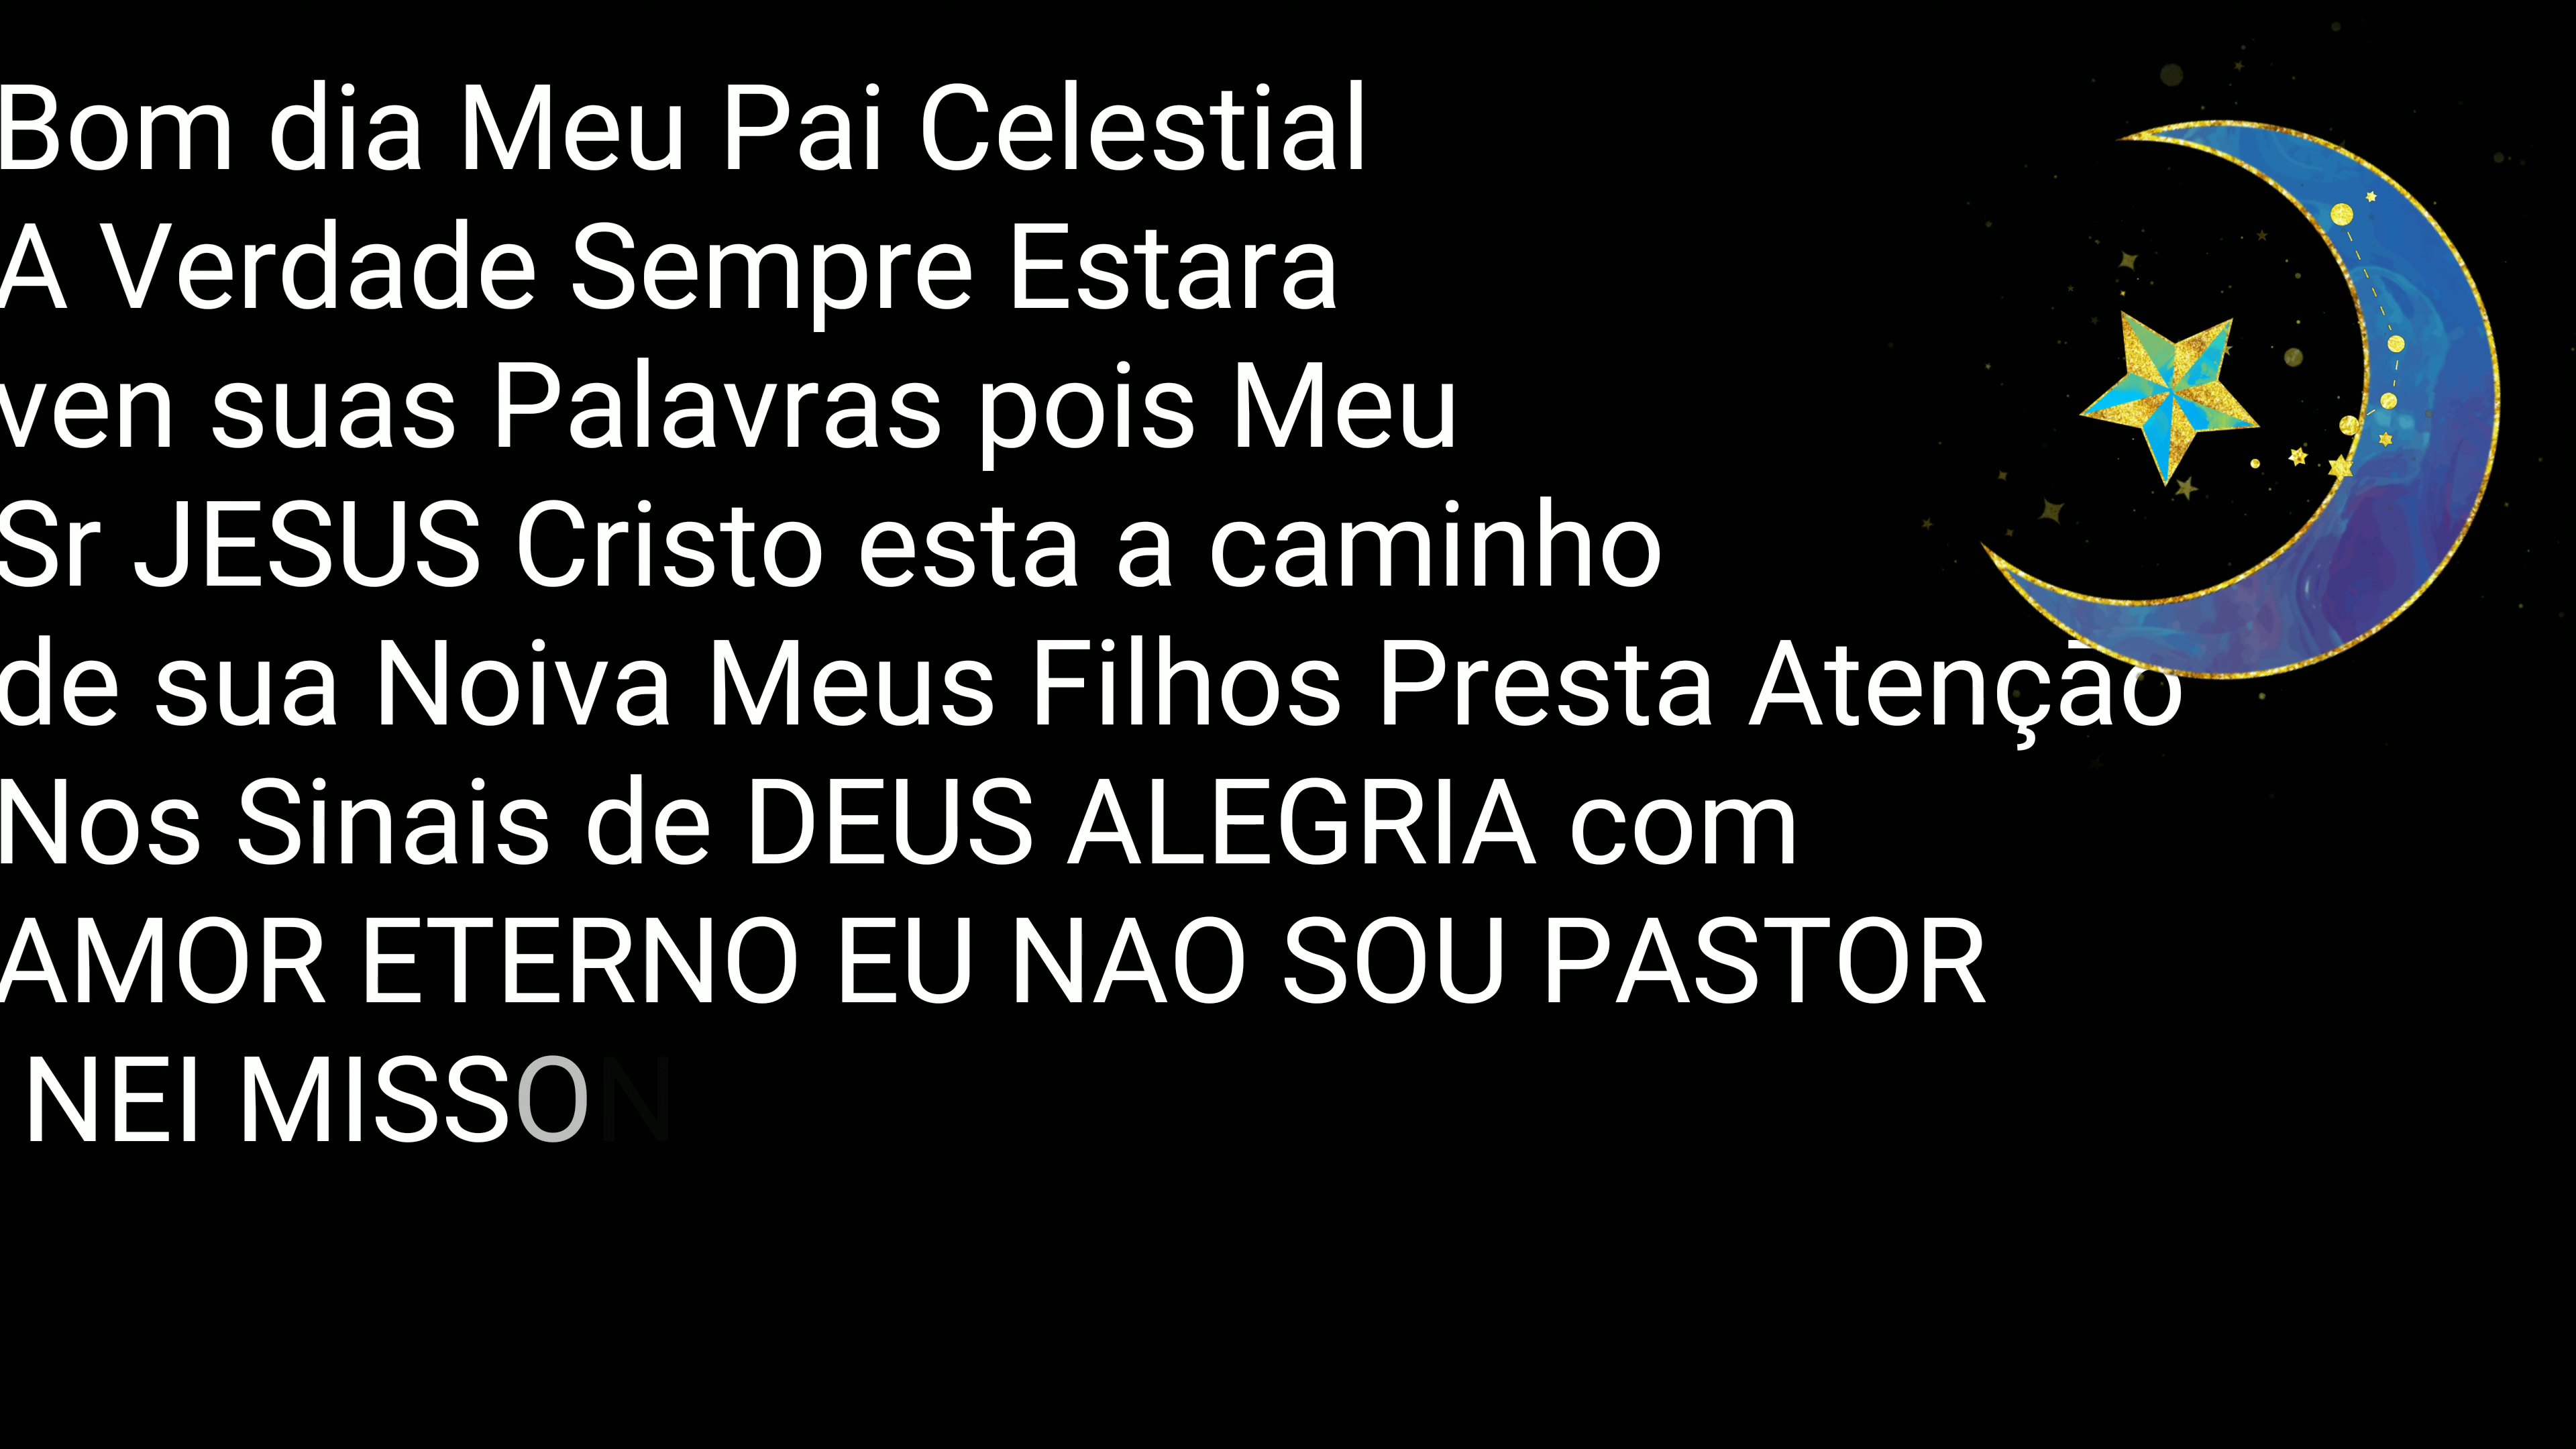 Bom dia Meu Pai Celestial
A Verdade Sempre Estara
ven suas Palavras pois Meu
Sr JESUS Cristo esta a caminho
de sua Noiva Meus Filhos Presta Atenção
Nos Sinais de DEUS ALEGRIA com
AMOR ETERNO EU NAO SOU PASTOR
NEI MISSON